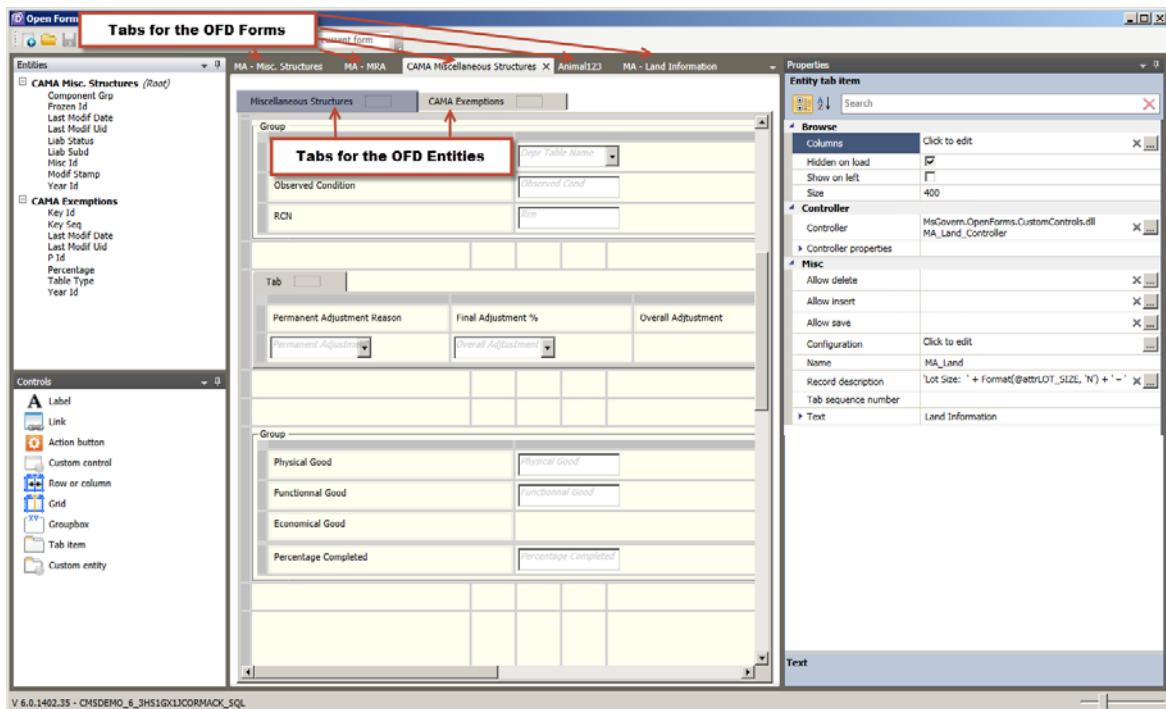 Open Form
Tabs for the OFD Forms
current form
Entities
CAMA Misc. Structures (Root)
Component Grp
Frozen Id
Last Modif Date
Last Modif Uid
Liab Status
Liab Subd
Misc Id
Modif Stamp
Year Id
CAMA Exemptions
Key Id
Key Seq
Last Modif Date
Last Modif Uid
P Id
Percentage
Table Type
Year Id
Controls
Label
Link
Action button
Custom control
Row or column
Grid
Groupbox
Tab item
Custom entity
MA - Misc. Structures MA - MRA CAMA Miscellaneous Structures X Animal123 MA - Land Information
Miscellaneous Structures CAMA Exemptions
Group
Tabs for the OFD Entities
Depr Table Name
Observed Condition Observed Cond
RCN Rcn
Tab
Permanent Adjustment Reason Final Adjustment % Overall Adjtustment
Permanent Adjustme Overall Adjtustment
Group
Physical Good Physical Good
Functionnal Good Functionnal Good
Economical Good
Percentage Completed Percentage Completed
Properties
Entity tab item
Search
Browse
Columns Click to edit
Hidden on load
Show on left
Size 400
Controller
Controller MsGovern.OpenForms.CustomControls.dll
MA_Land_Controller
Controller properties
Misc
Allow delete
Allow insert
Allow save
Configuration Click to edit
Name MA_Land
Record description 'Lot Size: ' + Format(@attrLOT_SIZE, 'N') + ' – '
Tab sequence number
Text Land Information
Text
V 6.0.1402.35 - CMSDEMO_6_3HS1GX1JCORMACK_SQL